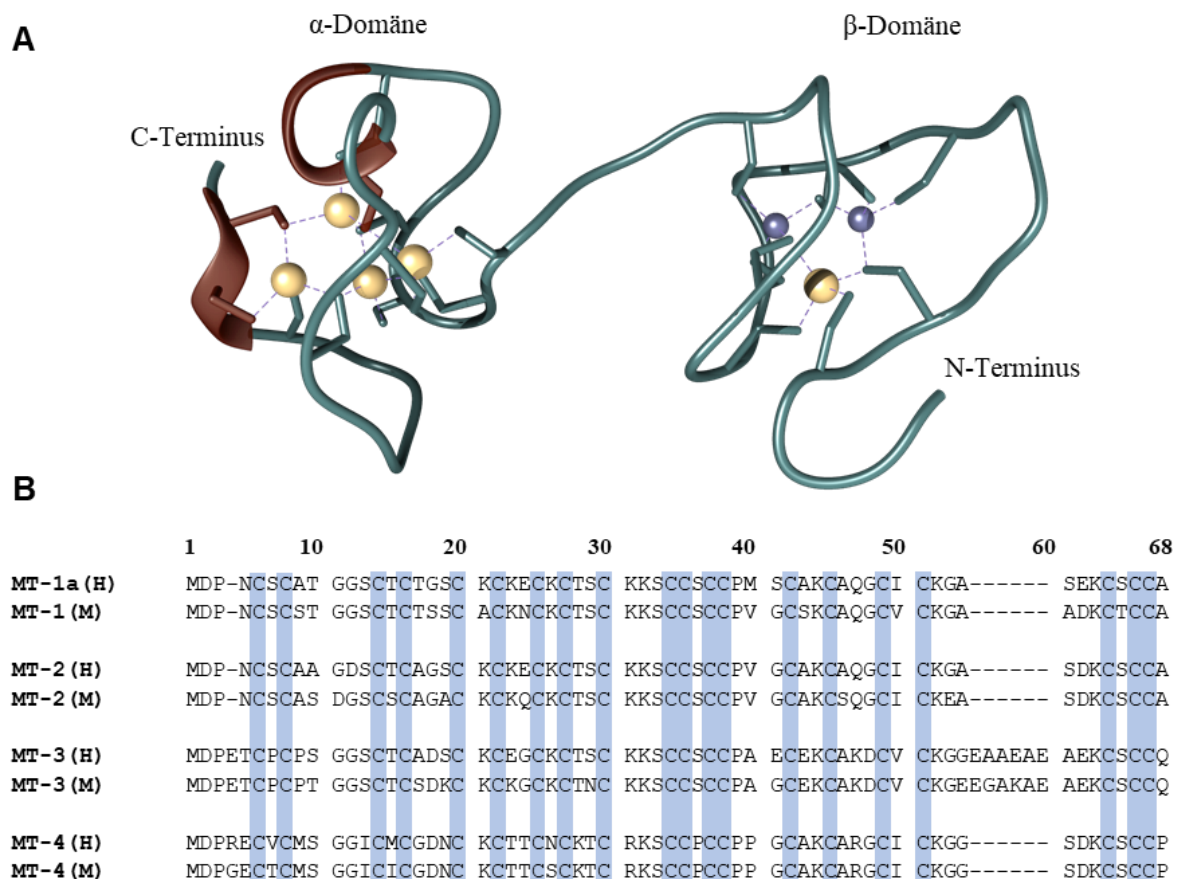 A
α-Domäne
β-Domäne
C-Terminus
N-Terminus
B
1 10 20 30 40 50 60 68
MT-1a(H) MDP-NCSCAT GGSCTCTGSC KCKECKCTSC KKSCCSCCPM SCAKCAQGCI CKGA------ SEKCSCCA
MT-1(M) MDP-NCSCST GGSCTCTSSC ACKNCKCTSC KKSCCSCCPV GCSKCAQGCV CKGA------ ADKCTCCA
MT-2(H) MDP-NCSCAA GDSCTCAGSC KCKECKCTSC KKSCCSCCPV GCAKCAQGCI CKGA------ SDKCSCCA
MT-2(M) MDP-NCSCAS DGSCSCAGAC KCKQCKCTSC KKSCCSCCPV GCAKCSQGCI CKEA------ SDKCSCCA
MT-3(H) MDPETCPCPS GGSCTCADSC KCEGCKCTSC KKSCCSCCPA ECEKCAKDCV CKGGEAAEAE AEKCSCCQ
MT-3(M) MDPETCPCPT GGSCTCSDKC KCKGCKCTNC KKSCCSCCPA GCEKCAKDCV CKGEEGAKAE AEKCSCCQ
MT-4(H) MDPRECVCMS GGICMCGDNC KCTTCNCKTC RKSCCPCCPP GCAKCARGCI CKGG------ SDKCSCCP
MT-4(M) MDPGECTCMS GGICICGDNC KCTTCSCKTC RKSCCPCCPP GCAKCARGCI CKGG------ SDKCSCCP